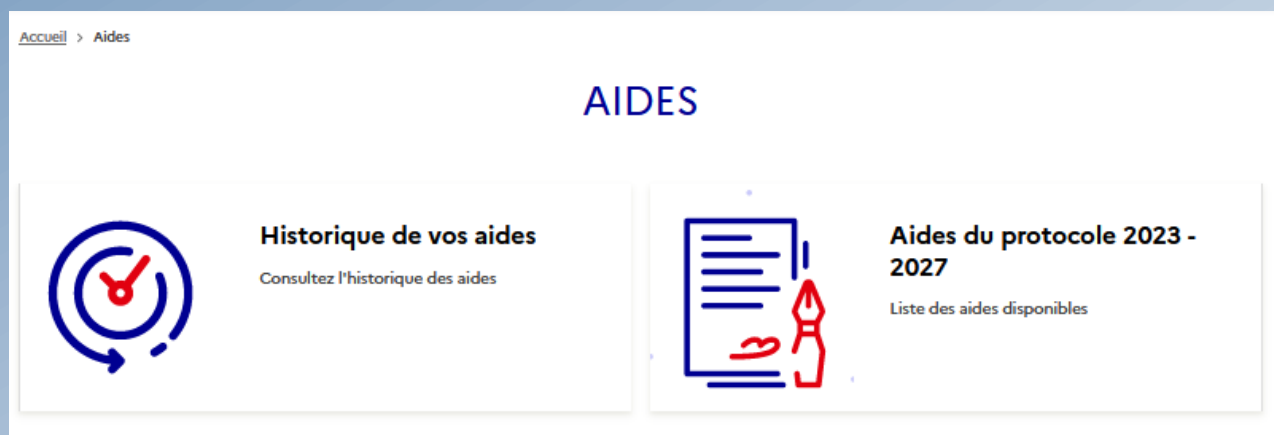 Accueil > Aides
AIDES
Historique de vos aides
Consultez l'historique des aides
Aides du protocole 2023 -
2027
Liste des aides disponibles